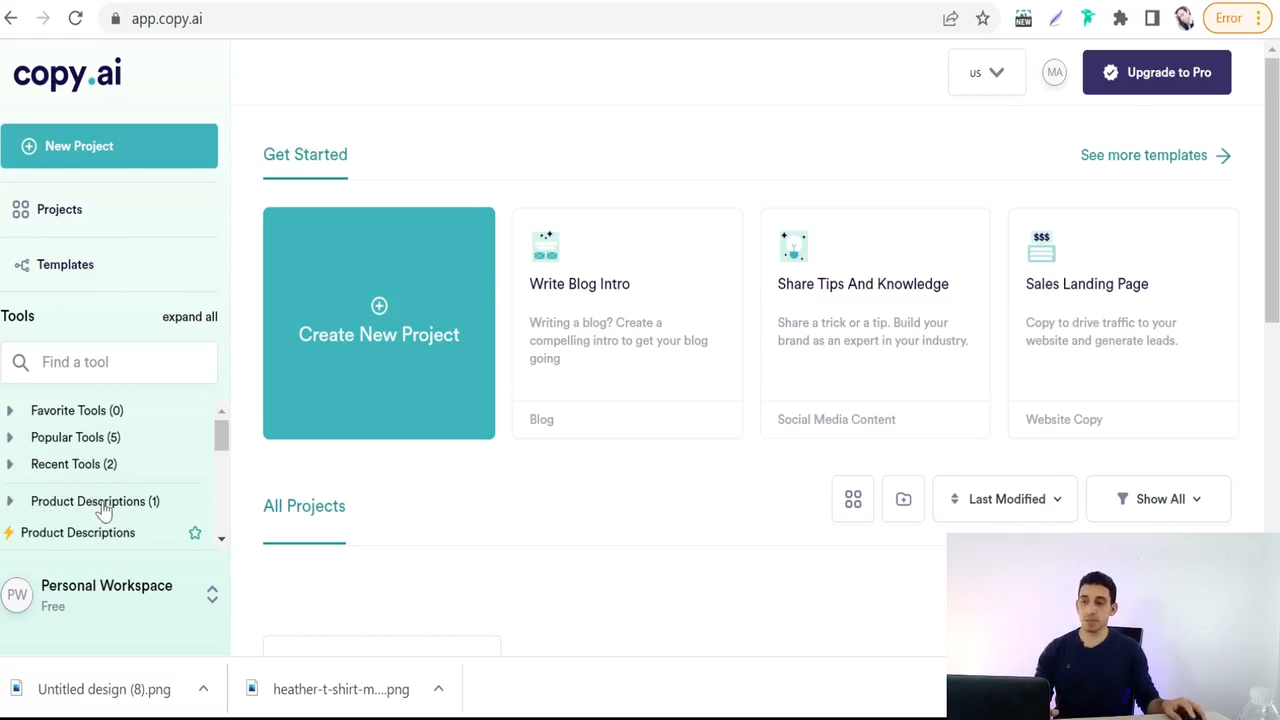 app.copy.ai
NEW
Error
copy.ai
us
MA
Upgrade to Pro
New Project
Projects
Templates
Tools
expand all
Find a tool
Favorite Tools (0)
Popular Tools (5)
Recent Tools (2)
Product Descriptions (1)
Product Descriptions
PW
Personal Workspace
Free
Get Started
See more templates
Create New Project
Write Blog Intro
Writing a blog? Create a
compelling intro to get your blog
going
Blog
Share Tips And Knowledge
Share a trick or a tip. Build your
brand as an expert in your industry.
Social Media Content
$$$
Sales Landing Page
Copy to drive traffic to your
website and generate leads.
Website Copy
All Projects
Last Modified
Show All
Untitled design (8).png
heather-t-shirt-m....png